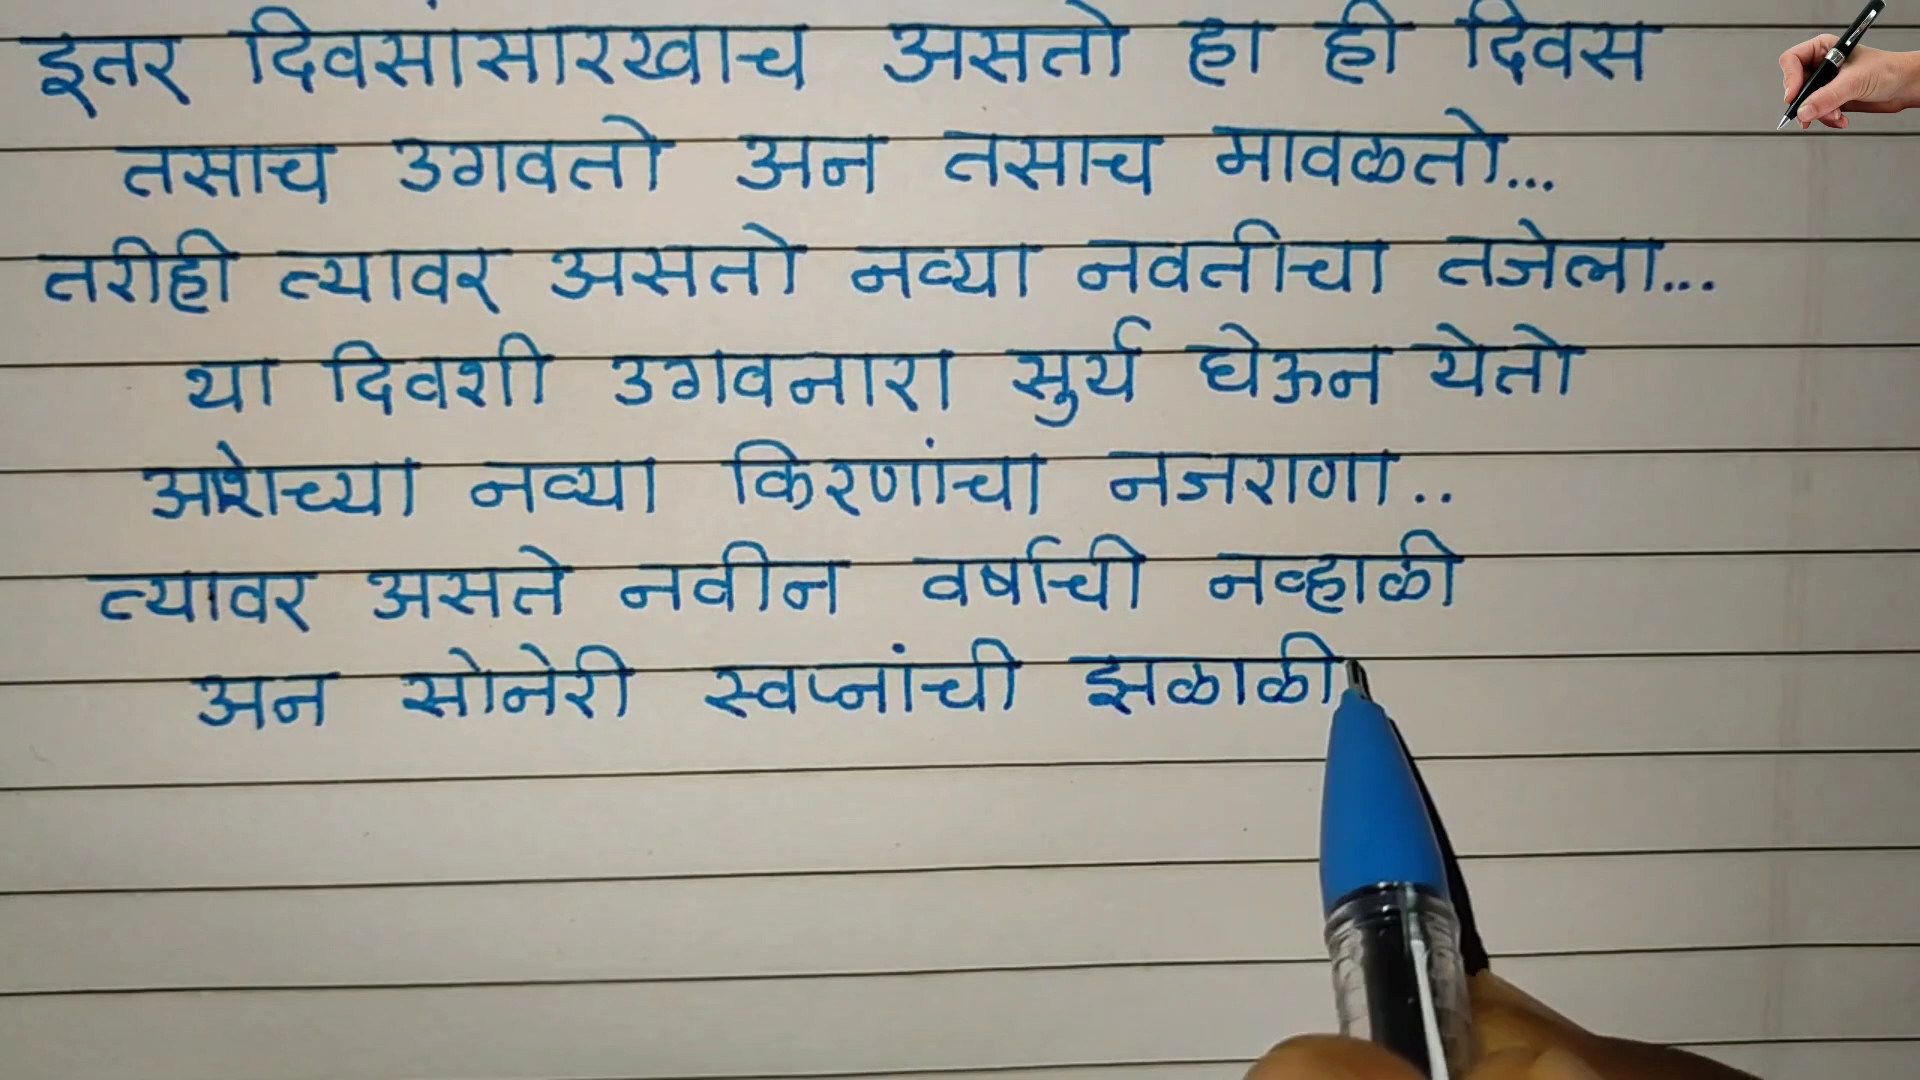 इतर दिवसांसारखाच असतो हा ही दिवस
तसाच उगवतो अन तसाच मावळतो...
तरीही त्यावर असतो नव्या नवतीचा तजेला...
या दिवशी उगवनारा सुर्य घेऊन येतो
आशेच्या नव्या किरणांचा नजराणा..
त्यावर असते नवीन वर्षाची नव्हाळी
अन सोनेरी स्वप्नांची झळाळी